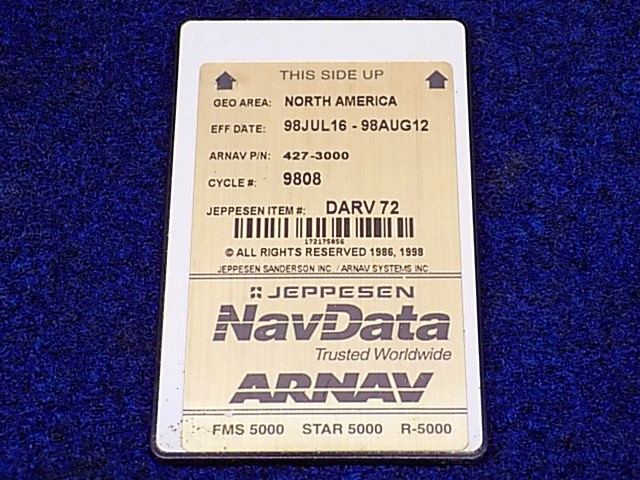 THIS SIDE UP
GEO AREA: NORTH AMERICA
EFF DATE: 98JUL16 - 98AUG12
ARNAV P/N: 427-3000
CYCLE #: 9808
JEPPESEN ITEM #: DARV 72
172175056
© ALL RIGHTS RESERVED 1986, 1998
JEPPESEN SANDERSON INC. / ARNAV SYSTEMS INC.
JEPPESEN
NavData
Trusted Worldwide
ARNAV
FMS 5000 STAR 5000 R-5000